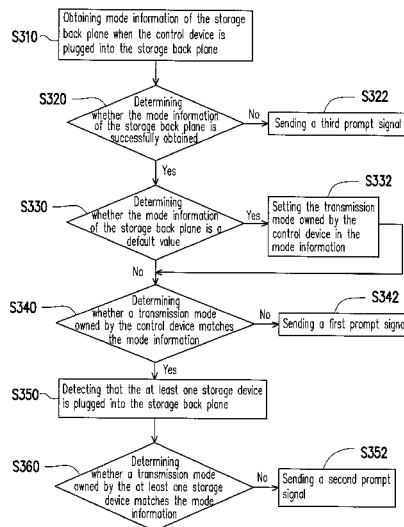 S310
Obtaining mode information of the storage
back plane when the control device is
plugged into the storage back plane
S320
Determining
whether the mode information
of the storage back plane is
successfully obtained
No
S322
Sending a third prompt signal
Yes
S330
Determining
whether the mode information
of the storage back plane is a
default value
Yes
S332
Setting the transmission
mode owned by the
control device in the mode
information
No
S340
Determining
whether a transmission mode
owned by the control device matches
the mode information
No
S342
Sending a first prompt signal
Yes
S350
Detecting that the at least one storage device
is plugged into the storage back plane
S360
Determining
whether a transmission mode
owned by the at least one storage
device matches the mode
information
No
S352
Sending a second prompt
signal